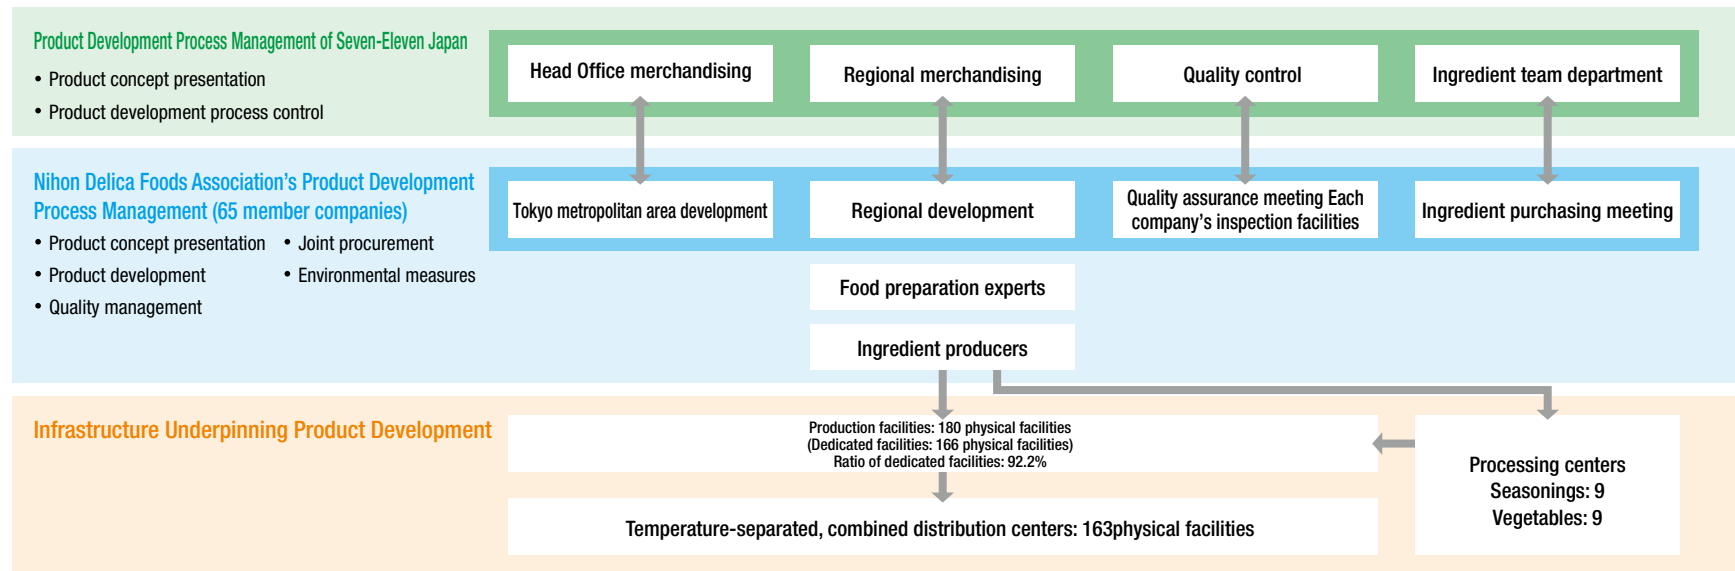 Product Development Process Management of Seven-Eleven Japan
• Product concept presentation
• Product development process control
Head Office merchandising
Regional merchandising
Quality control
Ingredient team department
Nihon Delica Foods Association's Product Development
Process Management (65 member companies)
• Product concept presentation
• Joint procurement
• Product development
• Environmental measures
• Quality management
Tokyo metropolitan area development
Regional development
Quality assurance meeting Each
company's inspection facilities
Ingredient purchasing meeting
Food preparation experts
Ingredient producers
Infrastructure Underpinning Product Development
Production facilities: 180 physical facilities
(Dedicated facilities: 166 physical facilities)
Ratio of dedicated facilities: 92.2%
Temperature-separated, combined distribution centers: 163physical facilities
Processing centers
Seasonings: 9
Vegetables: 9